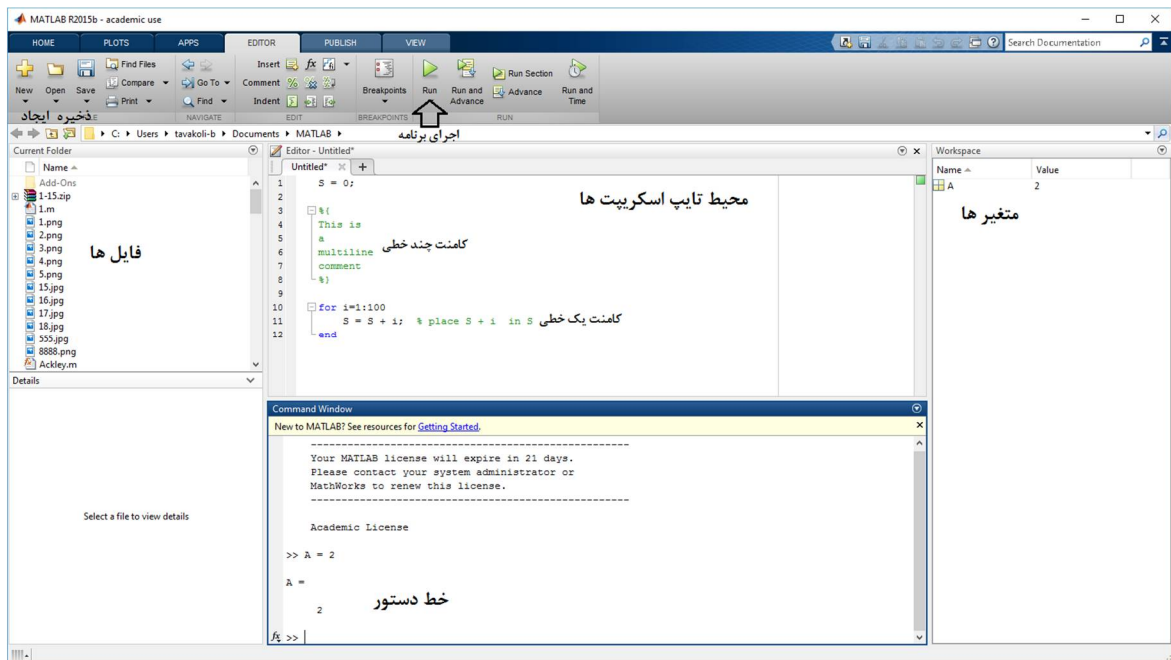 MATLAB R2015b - academic use
HOME PLOTS APPS EDITOR PUBLISH VIEW
Search Documentation
New Open Save
Find Files
Compare
Print
Go To
Find
NAVIGATE
Insert
Comment
Indent
EDIT
Breakpoints
BREAKPOINTS
Run
Run and Advance
Run Section
Advance
Run and Time
RUN
ایجاد ذخیره
اجرای برنامه
C: Users tavakoli-b Documents MATLAB
Current Folder
Name
Add-Ons
1-15.zip
1.m
1.png
2.png
3.png
4.png
5.png
15.jpg
16.jpg
17.jpg
18.jpg
555.jpg
8888.png
Ackley.m
فایل ها
Details
Select a file to view details
Editor - Untitled*
Untitled*
1 S = 0;
2
3 %{
4 This is
5 a
6 multiline
7 comment
8 %}
9
10 for i=1:100
11 S = S + i; % place S + i in S
12 end
محیط تایپ اسکریپت ها
کامنت چند خطی
کامنت یک خطی
Command Window
New to MATLAB? See resources for Getting Started.
----------------------------------------------------
Your MATLAB license will expire in 21 days.
Please contact your system administrator or
MathWorks to renew this license.
----------------------------------------------------
Academic License
>> A = 2
A =
2
خط دستور
fx >>
Workspace
Name Value
A 2
متغیر ها